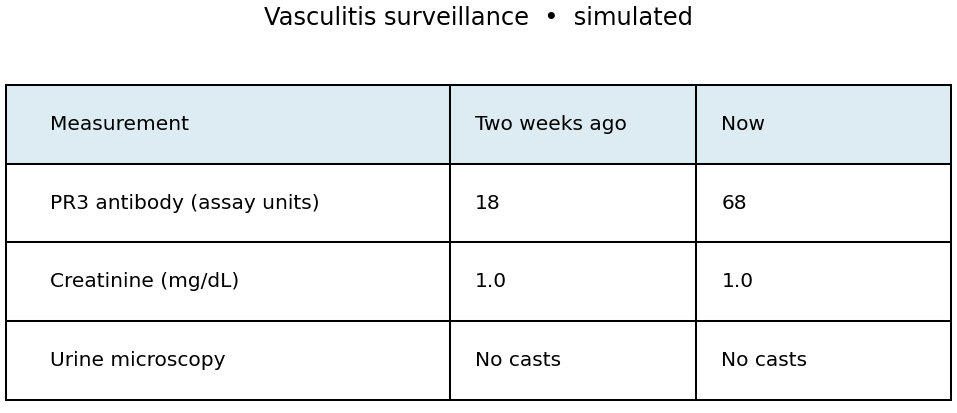 Vasculitis surveillance • simulated
Measurement Two weeks ago Now
PR3 antibody (assay units) 18 68
Creatinine (mg/dL) 1.0 1.0
Urine microscopy No casts No casts